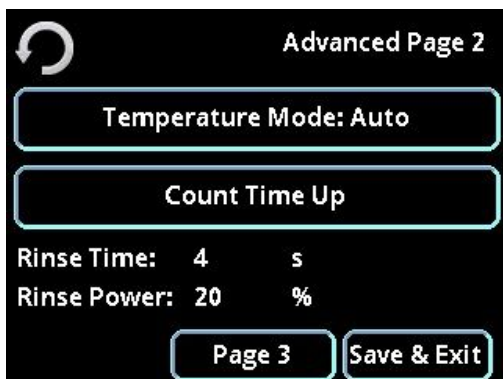 Advanced Page 2
Temperature Mode: Auto
Count Time Up
Rinse Time: 4 s
Rinse Power: 20 %
Page 3 Save & Exit